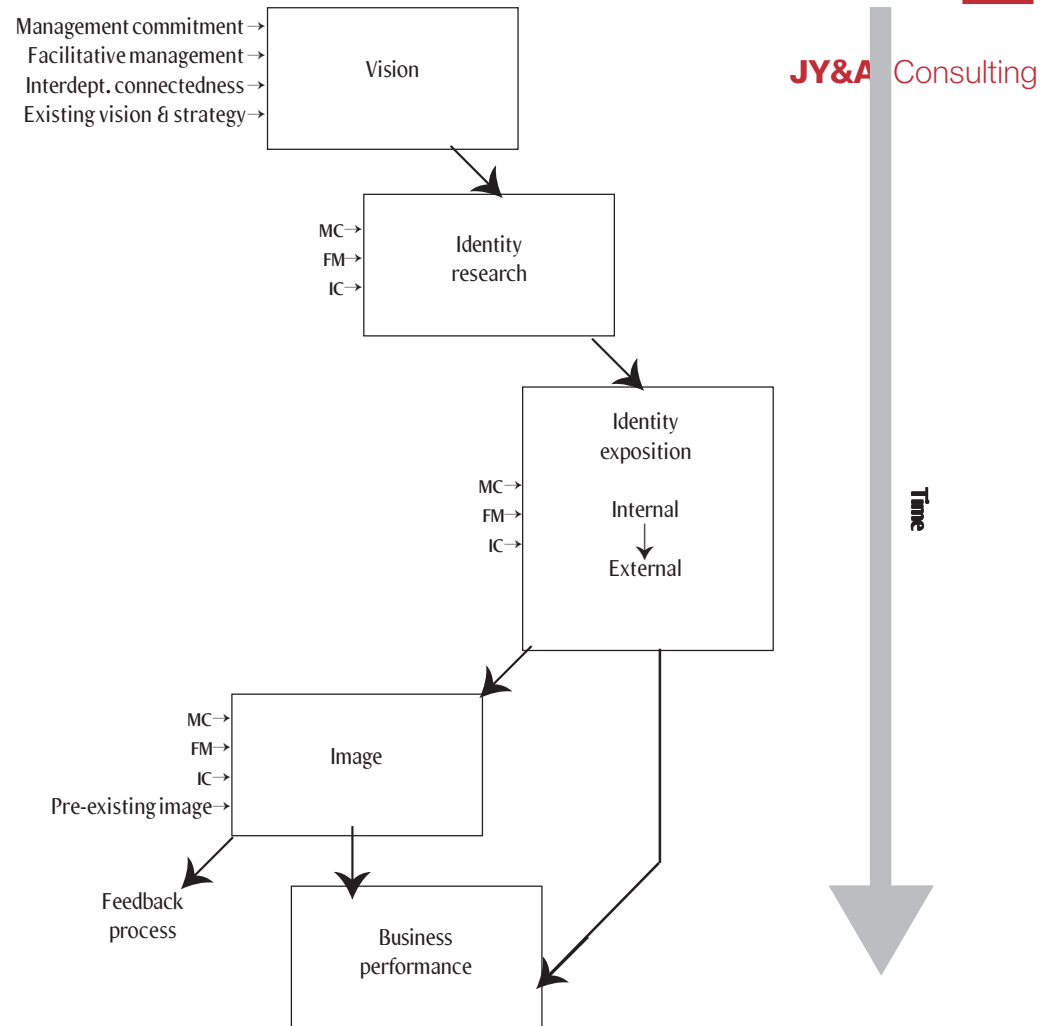 Management commitment→
Facilitative management→
Interdept. connectedness→
Existing vision & strategy→
Vision
JY&A Consulting
MC→
FM→
IC→
Identity
research
Identity
exposition
MC→
FM→
IC→
Internal
External
Time
MC→
FM→
IC→
Pre-existing image→
Image
Feedback
process
Business
performance